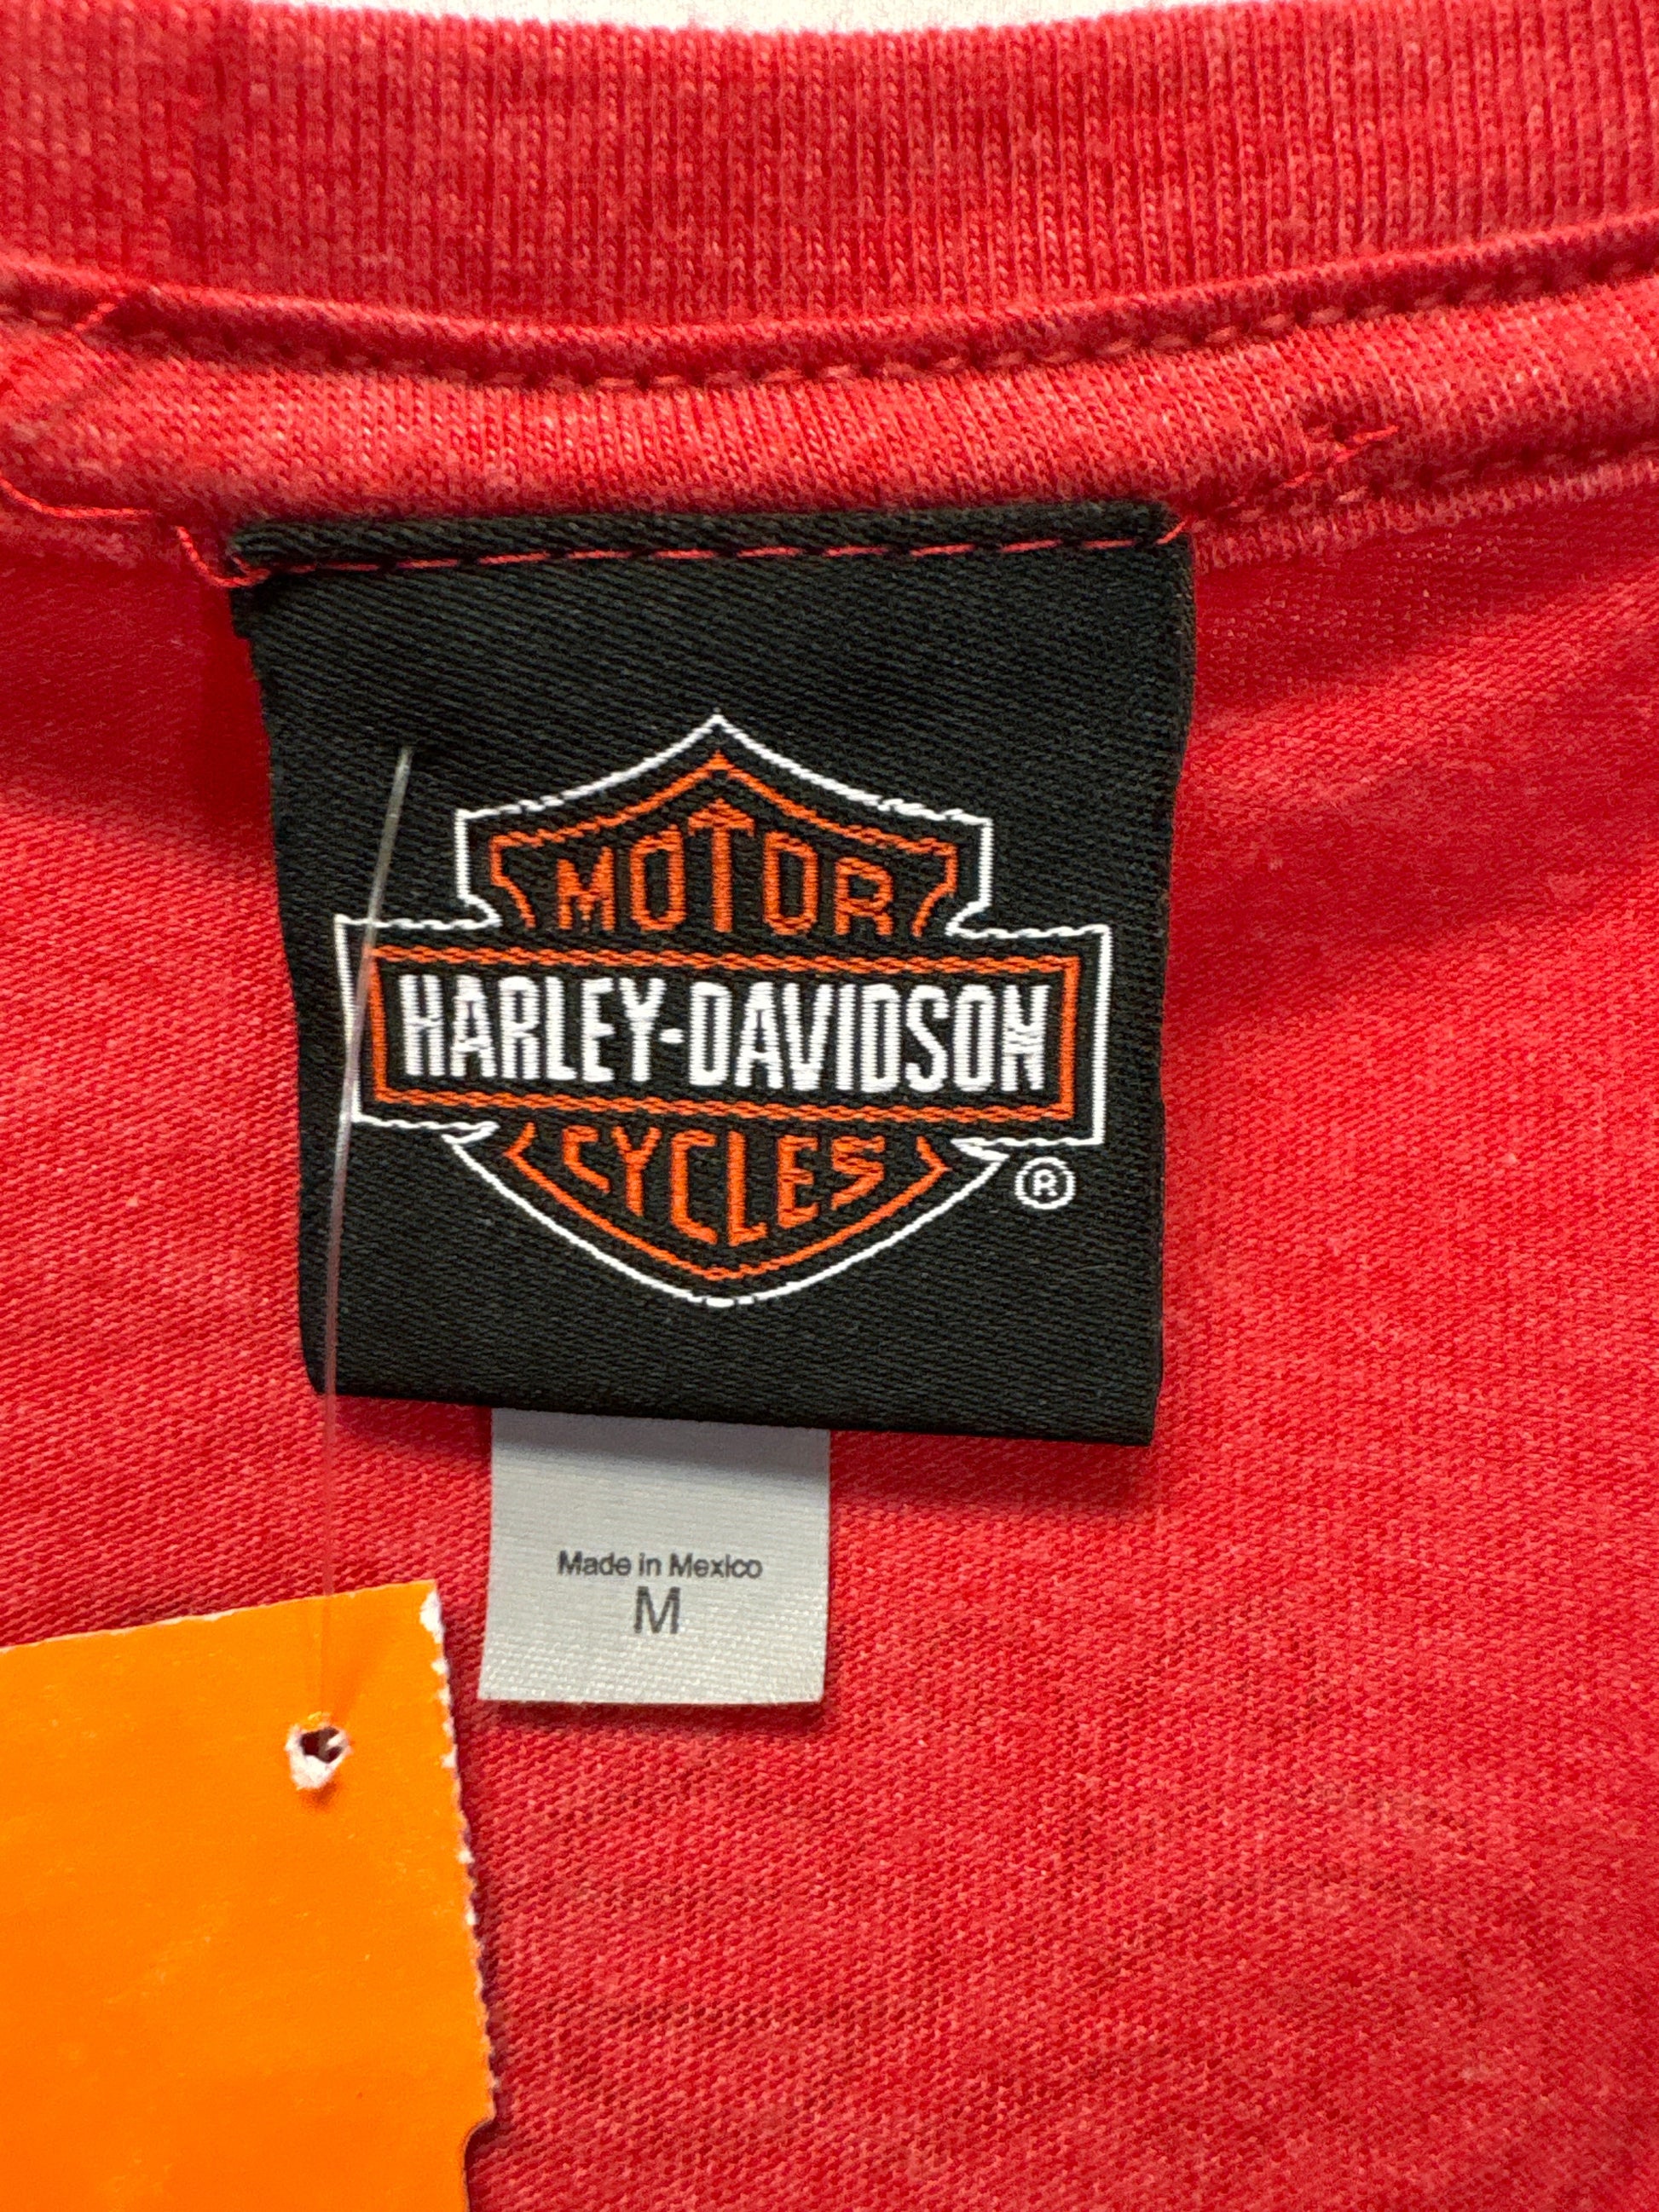 MOTOR
HARLEY-DAVIDSON
CYCLES
®
Made in Mexico
M